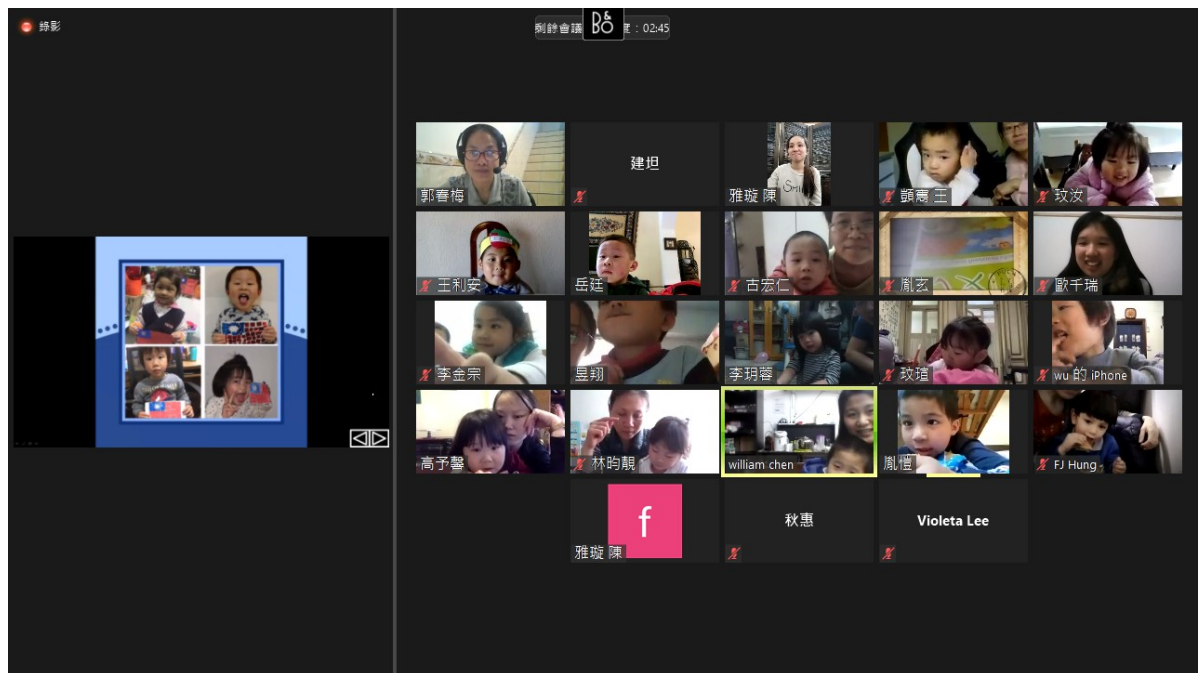 錄影
剩餘會議
B&O
度：02:45
郭春梅
建坦
雅璇 陳
顗寯 王
玟汝
王利安
岳廷
古宏仁
胤玄
歐千瑞
李金宗
昱翔
李玥蓉
玟瑄
wu 的 iPhone
高予馨
林昀靚
william chen
胤愷
FJ Hung
f
雅璇 陳
秋惠
Violeta Lee